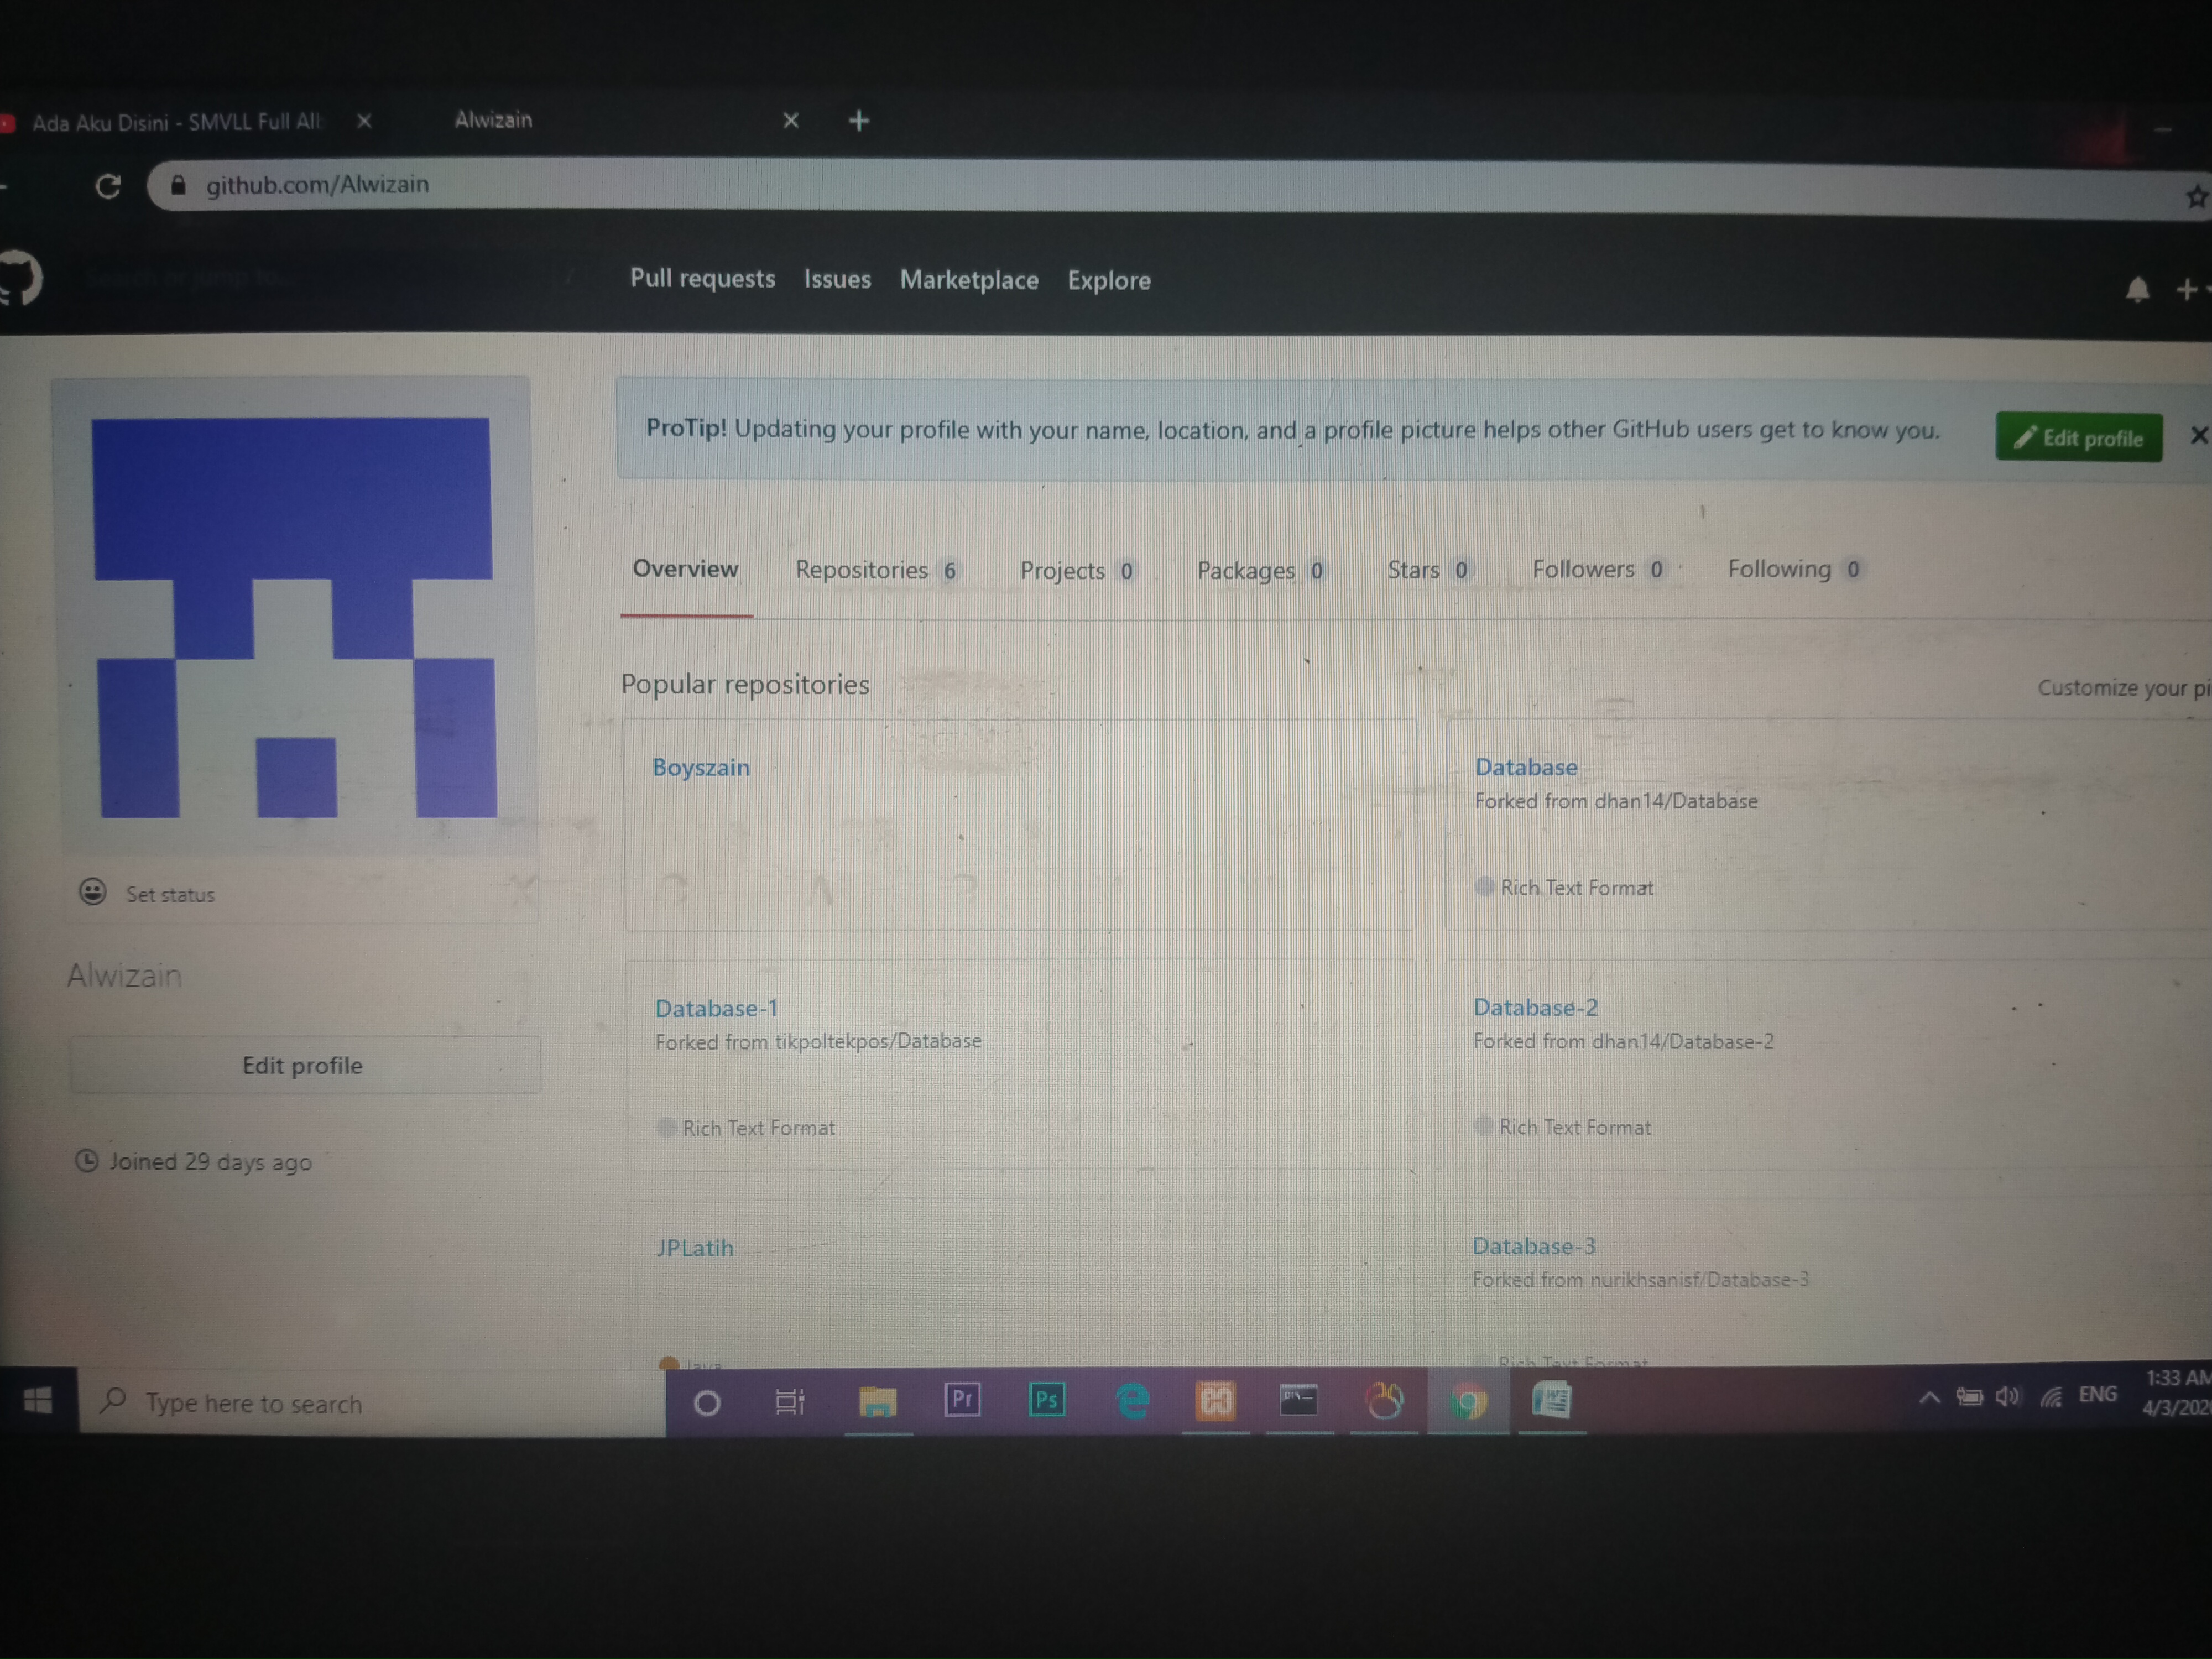 Ada Aku Disini - SMVLL Full Alb
Alwizain
github.com/Alwizain
Pull requests Issues Marketplace Explore
ProTip! Updating your profile with your name, location, and a profile picture helps other GitHub users get to know you.
Edit profile
Overview Repositories 6 Projects 0 Packages 0 Stars 0 Followers 0 Following 0
Popular repositories
Customize your pi
Boyszain
Database
Forked from dhan14/Database
Rich Text Format
Set status
Alwizain
Edit profile
Joined 29 days ago
Database-1
Forked from tikpoltekpos/Database
Rich Text Format
Database-2
Forked from dhan14/Database-2
Rich Text Format
JPLatih
Java
Database-3
Forked from nurikhsanisf/Database-3
Rich Text Format
Type here to search
Pr
Ps
ENG
1:33 AM
4/3/202